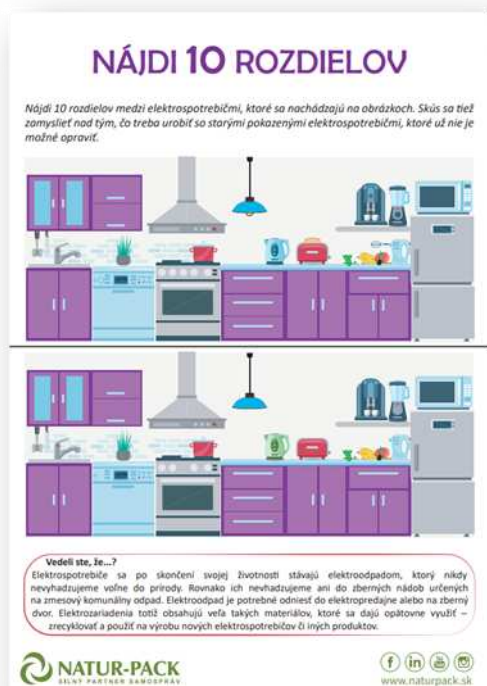 NÁJDI 10 ROZDIELOV
Nájdi 10 rozdielov medzi elektrospotrebičmi, ktoré sa nachádzajú na obrázkoch. Skús sa tiež
zamyslieť nad tým, čo treba urobiť so starými pokazenými elektrospotrebičmi, ktoré už nie je
možné opraviť.
Vedeli ste, že...?
Elektrospotrebiče sa po skončení svojej životnosti stávajú elektroodpadom, ktorý nikdy
nevyhadzujeme voľne do prírody. Rovnako ich nevhadzujeme ani do zberných nádob určených
na zmesový komunálny odpad. Elektroodpad je potrebné odniesť do elektropredajne alebo na zberný
dvor. Elektrozariadenia totiž obsahujú veľa takých materiálov, ktoré sa dajú opätovne využiť –
zrecyklovať a použiť na výrobu nových elektrospotrebičov či iných produktov.
NATUR-PACK
SILNÝ PARTNER SAMOSPRÁV
www.naturpack.sk